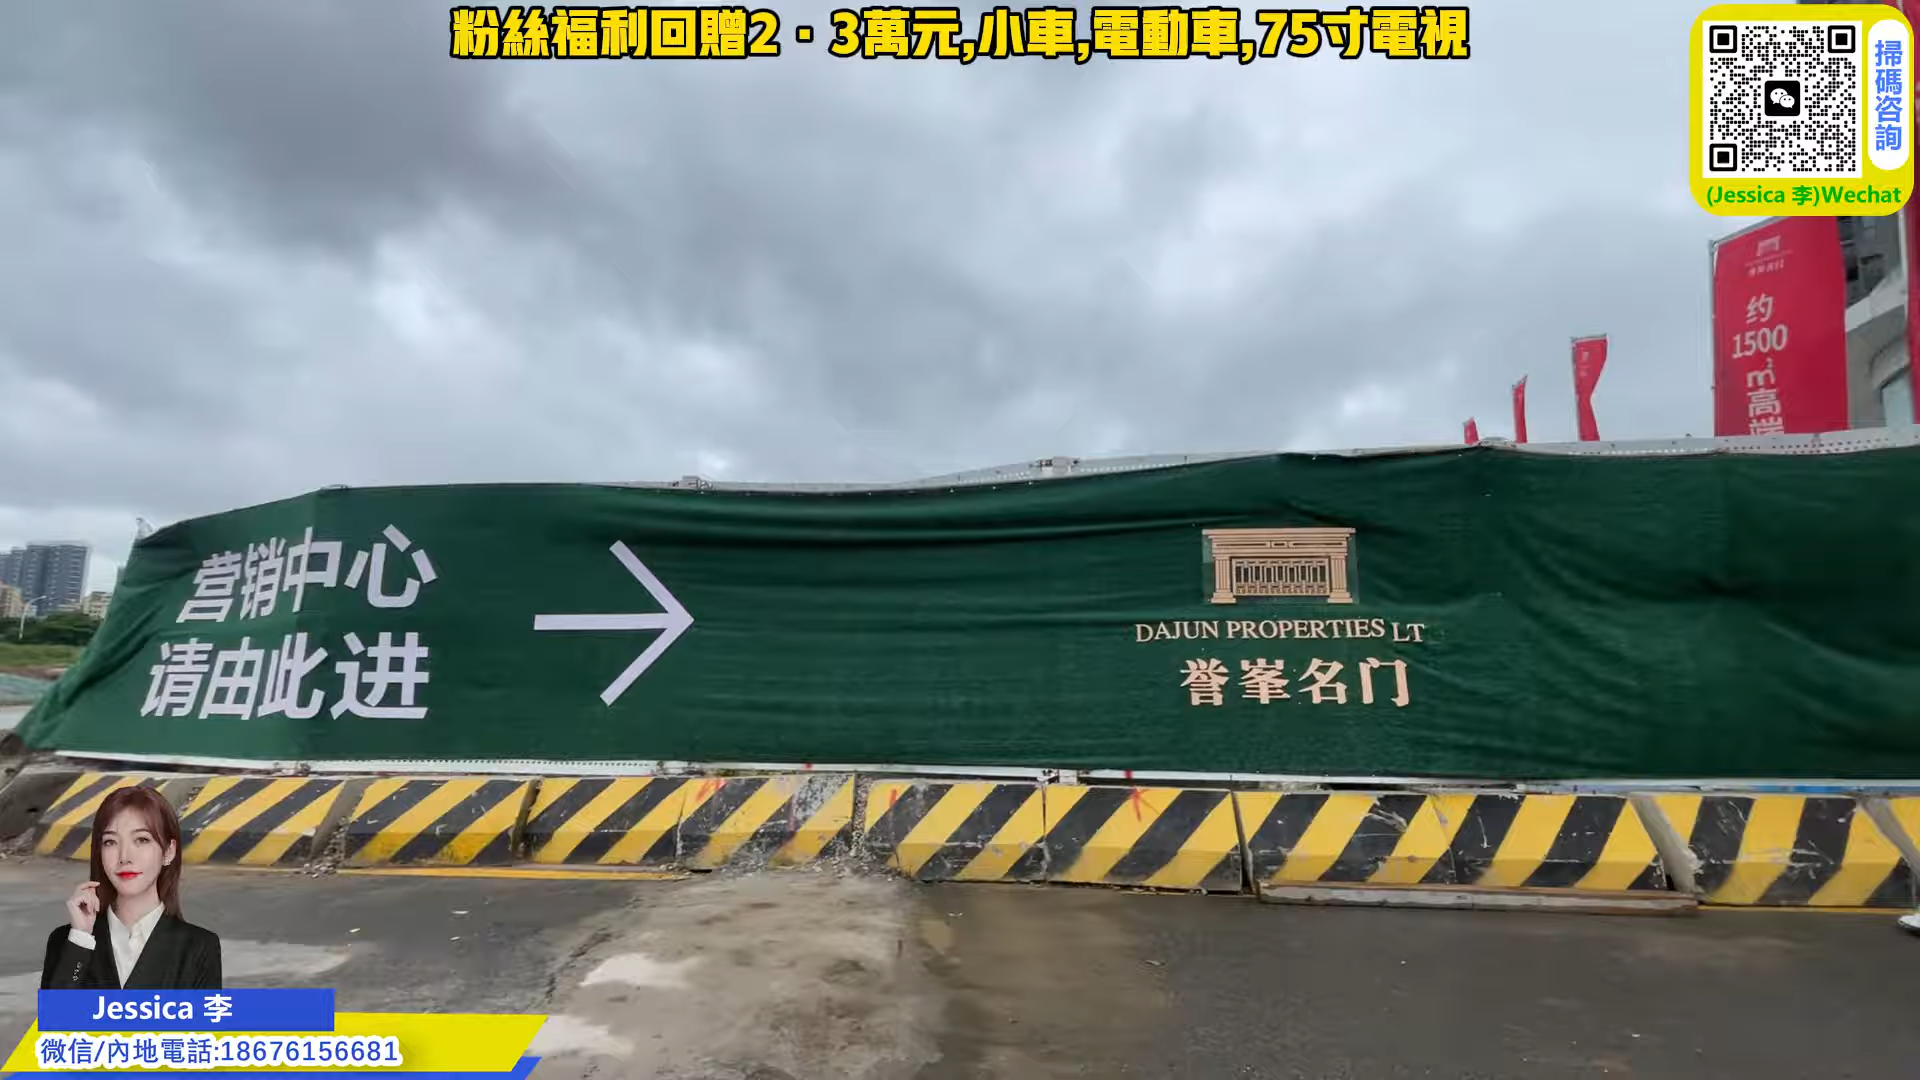 粉絲福利回贈2·3萬元,小車,電動車,75寸電視
掃碼咨詢
(Jessica 李)Wechat
约
1500
㎡
高端
营销中心
请由此进
DAJUN PROPERTIES LT
誉峯名门
Jessica 李
微信/內地電話:18676156681